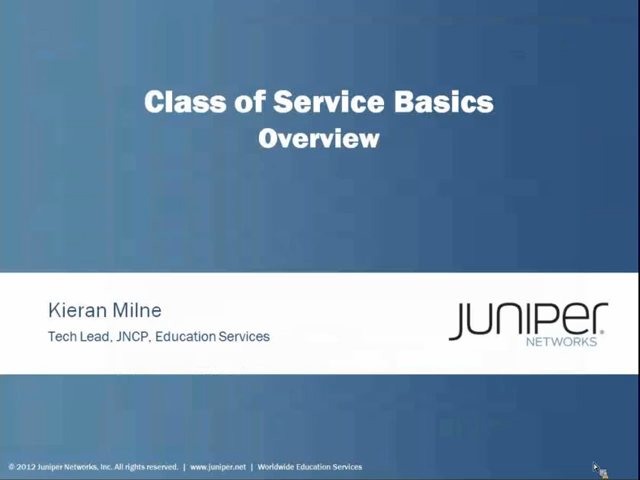 Class of Service Basics
Overview
Kieran Milne
Tech Lead, JNCP, Education Services
JUNIPER
NETWORKS
© 2012 Juniper Networks, Inc. All rights reserved. | www.juniper.net | Worldwide Education Services